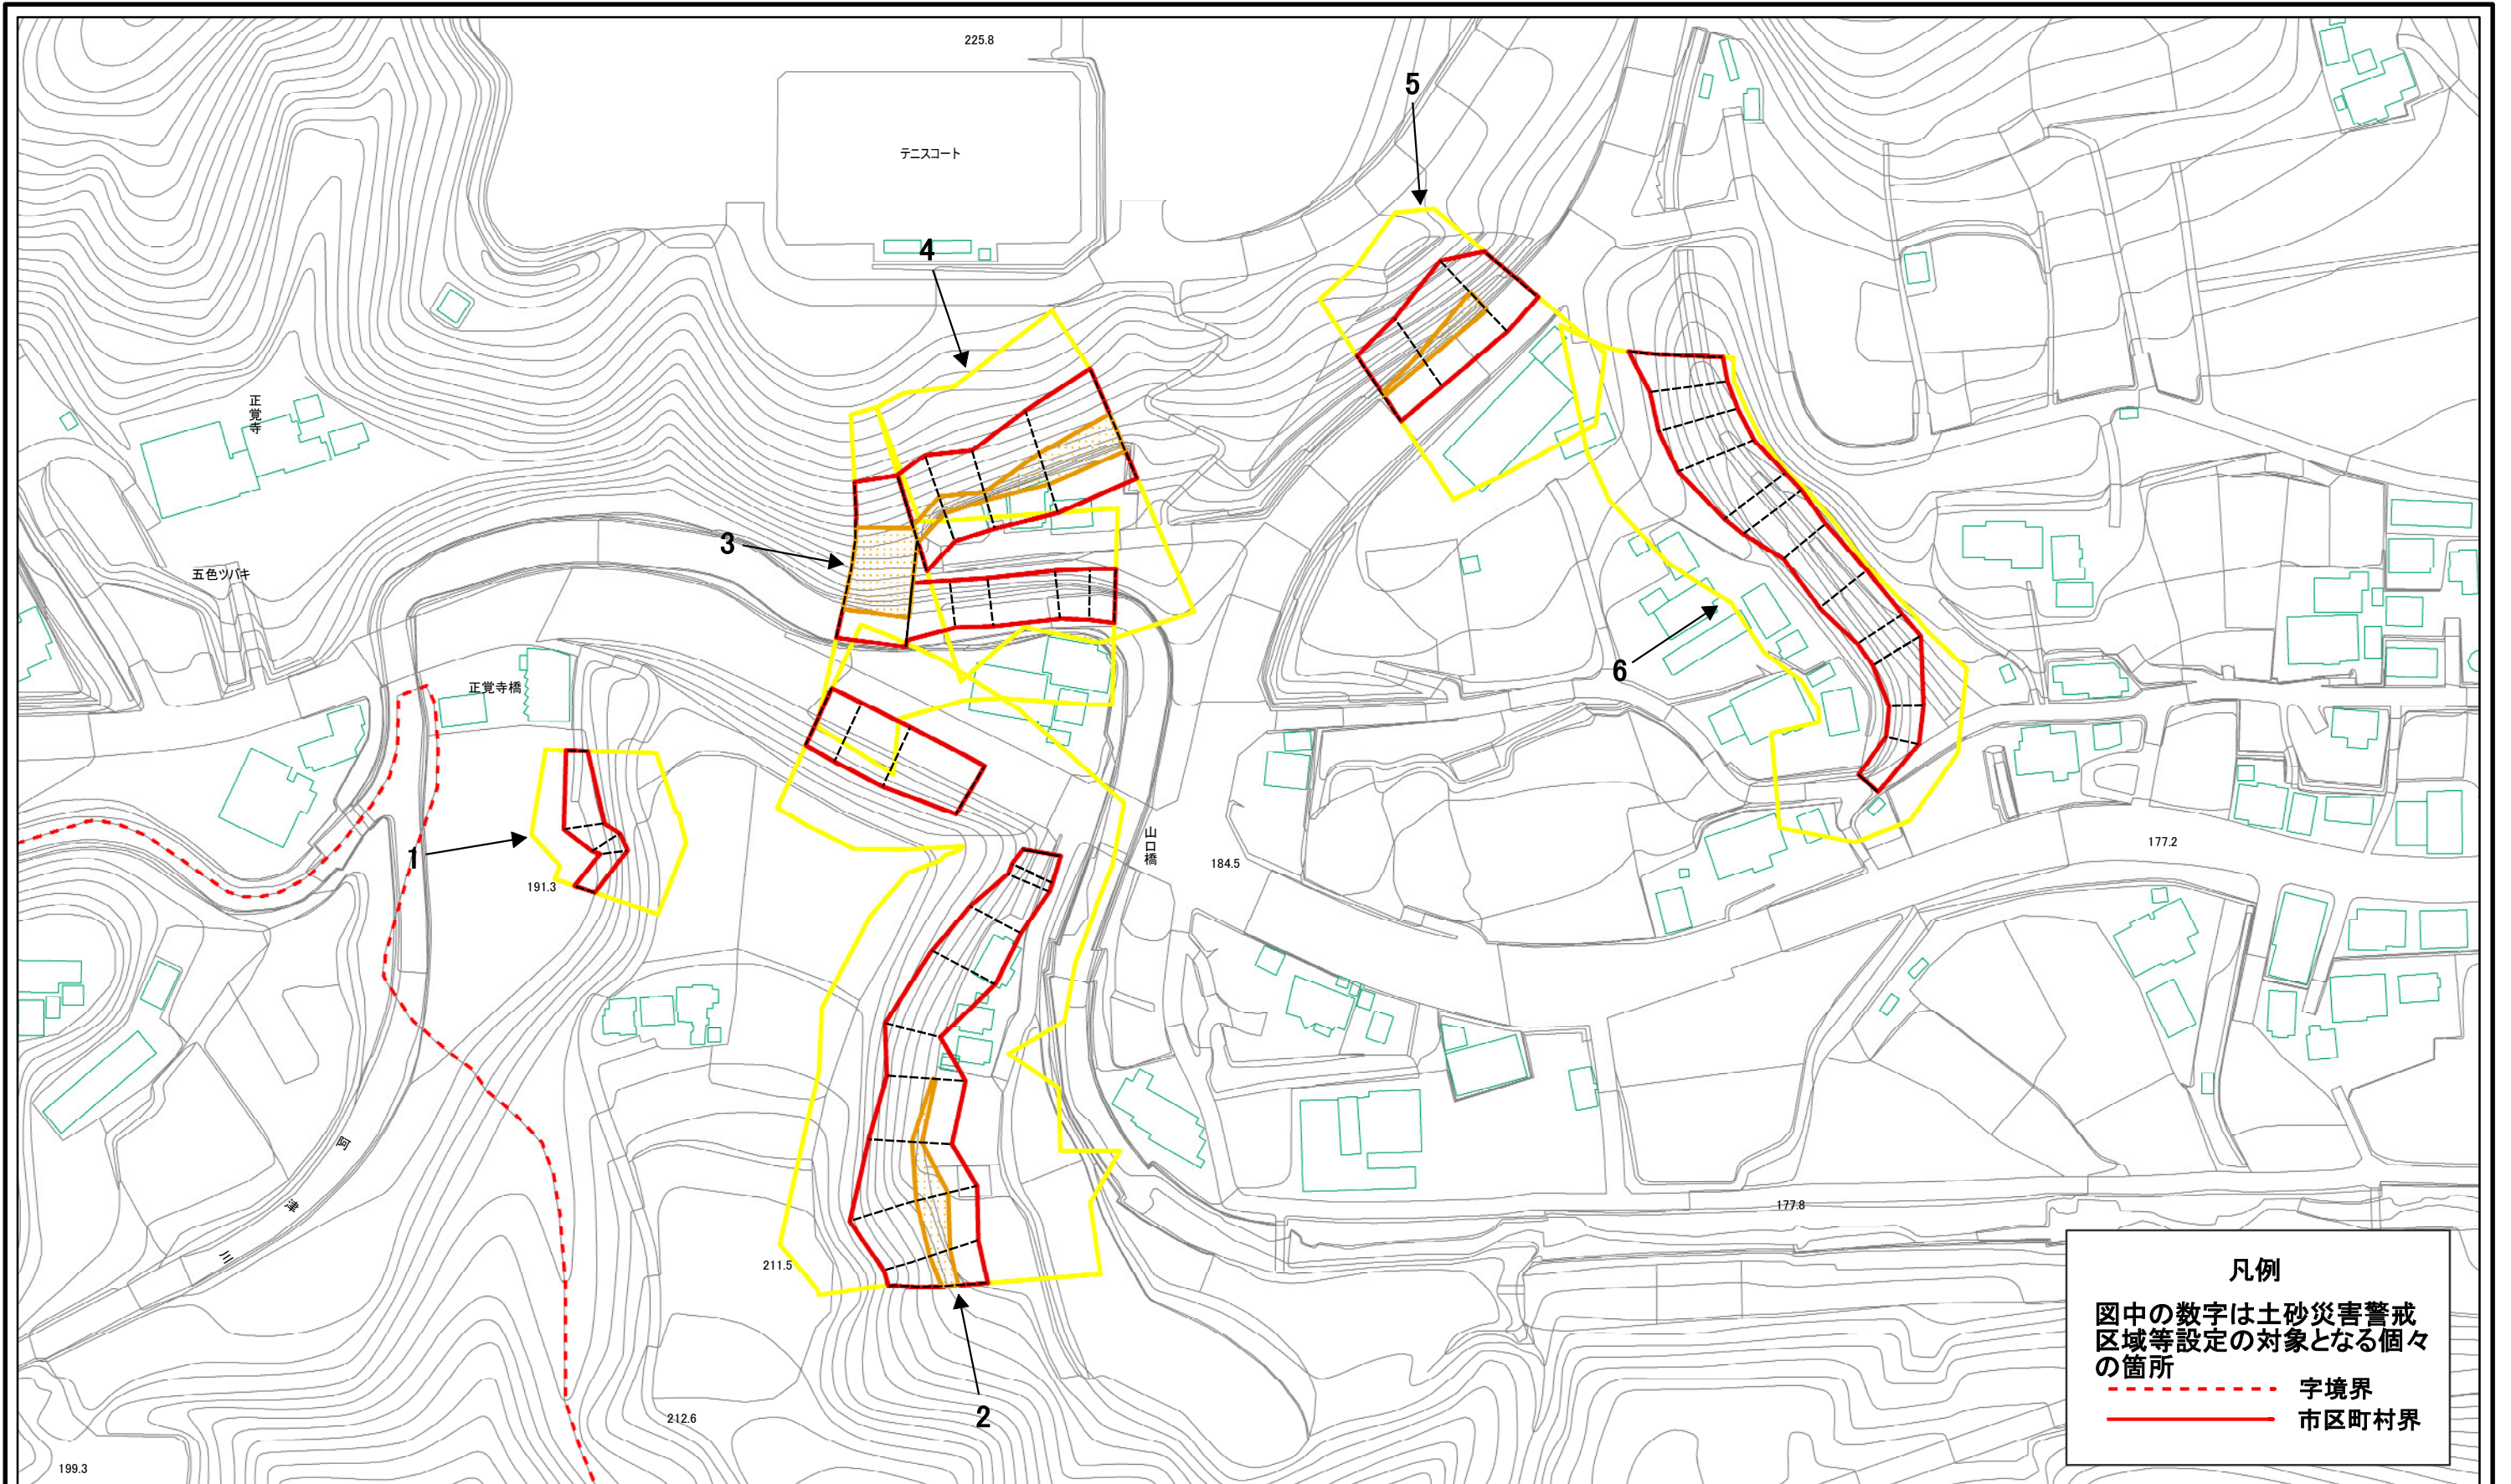 225.8
5
テニスコート
4
正覚寺
3
五色ツバキ
6
正覚寺橋
1
山口橋
184.5
177.2
191.3
阿
津
川
177.8
211.5
2
212.6
199.3
凡例
図中の数字は土砂災害警戒
区域等設定の対象となる個々
の箇所
字境界
市区町村界